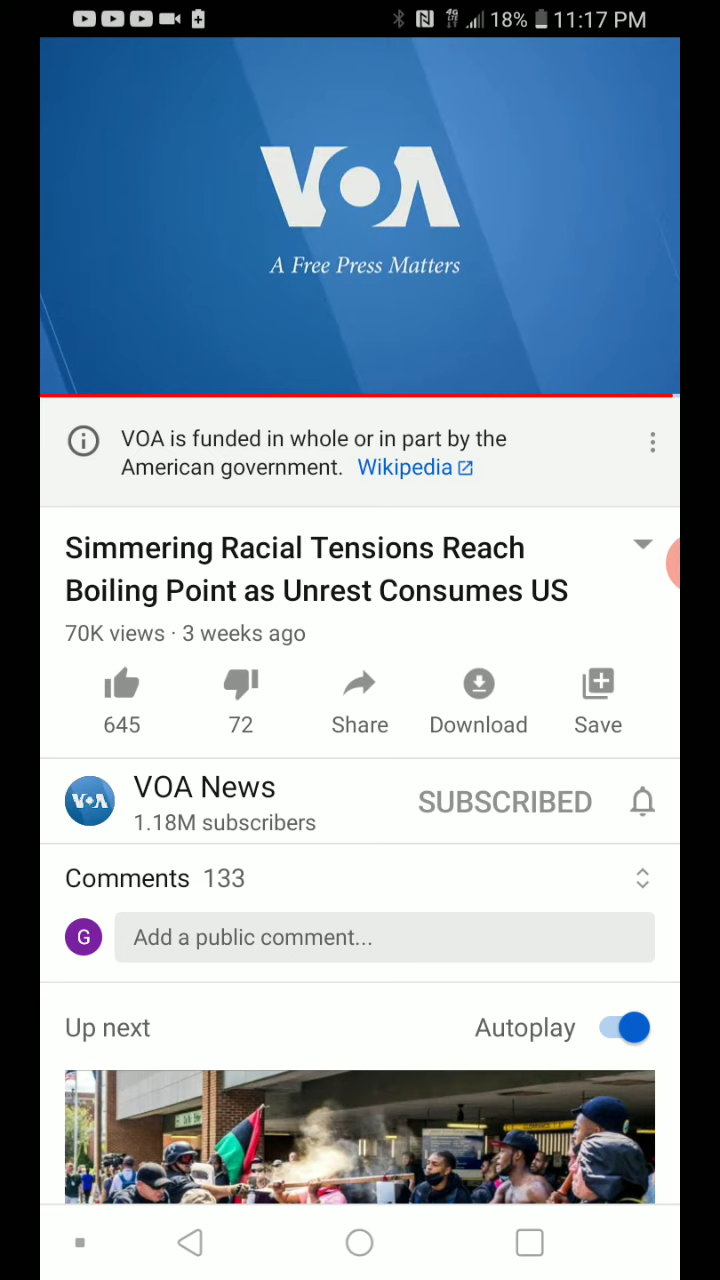 18% 11:17 PM
VOA
A Free Press Matters
VOA is funded in whole or in part by the
American government. Wikipedia
Simmering Racial Tensions Reach
Boiling Point as Unrest Consumes US
70K views · 3 weeks ago
645 72 Share Download Save
VOA
VOA News
SUBSCRIBED
1.18M subscribers
Comments 133
G
Add a public comment...
Up next Autoplay